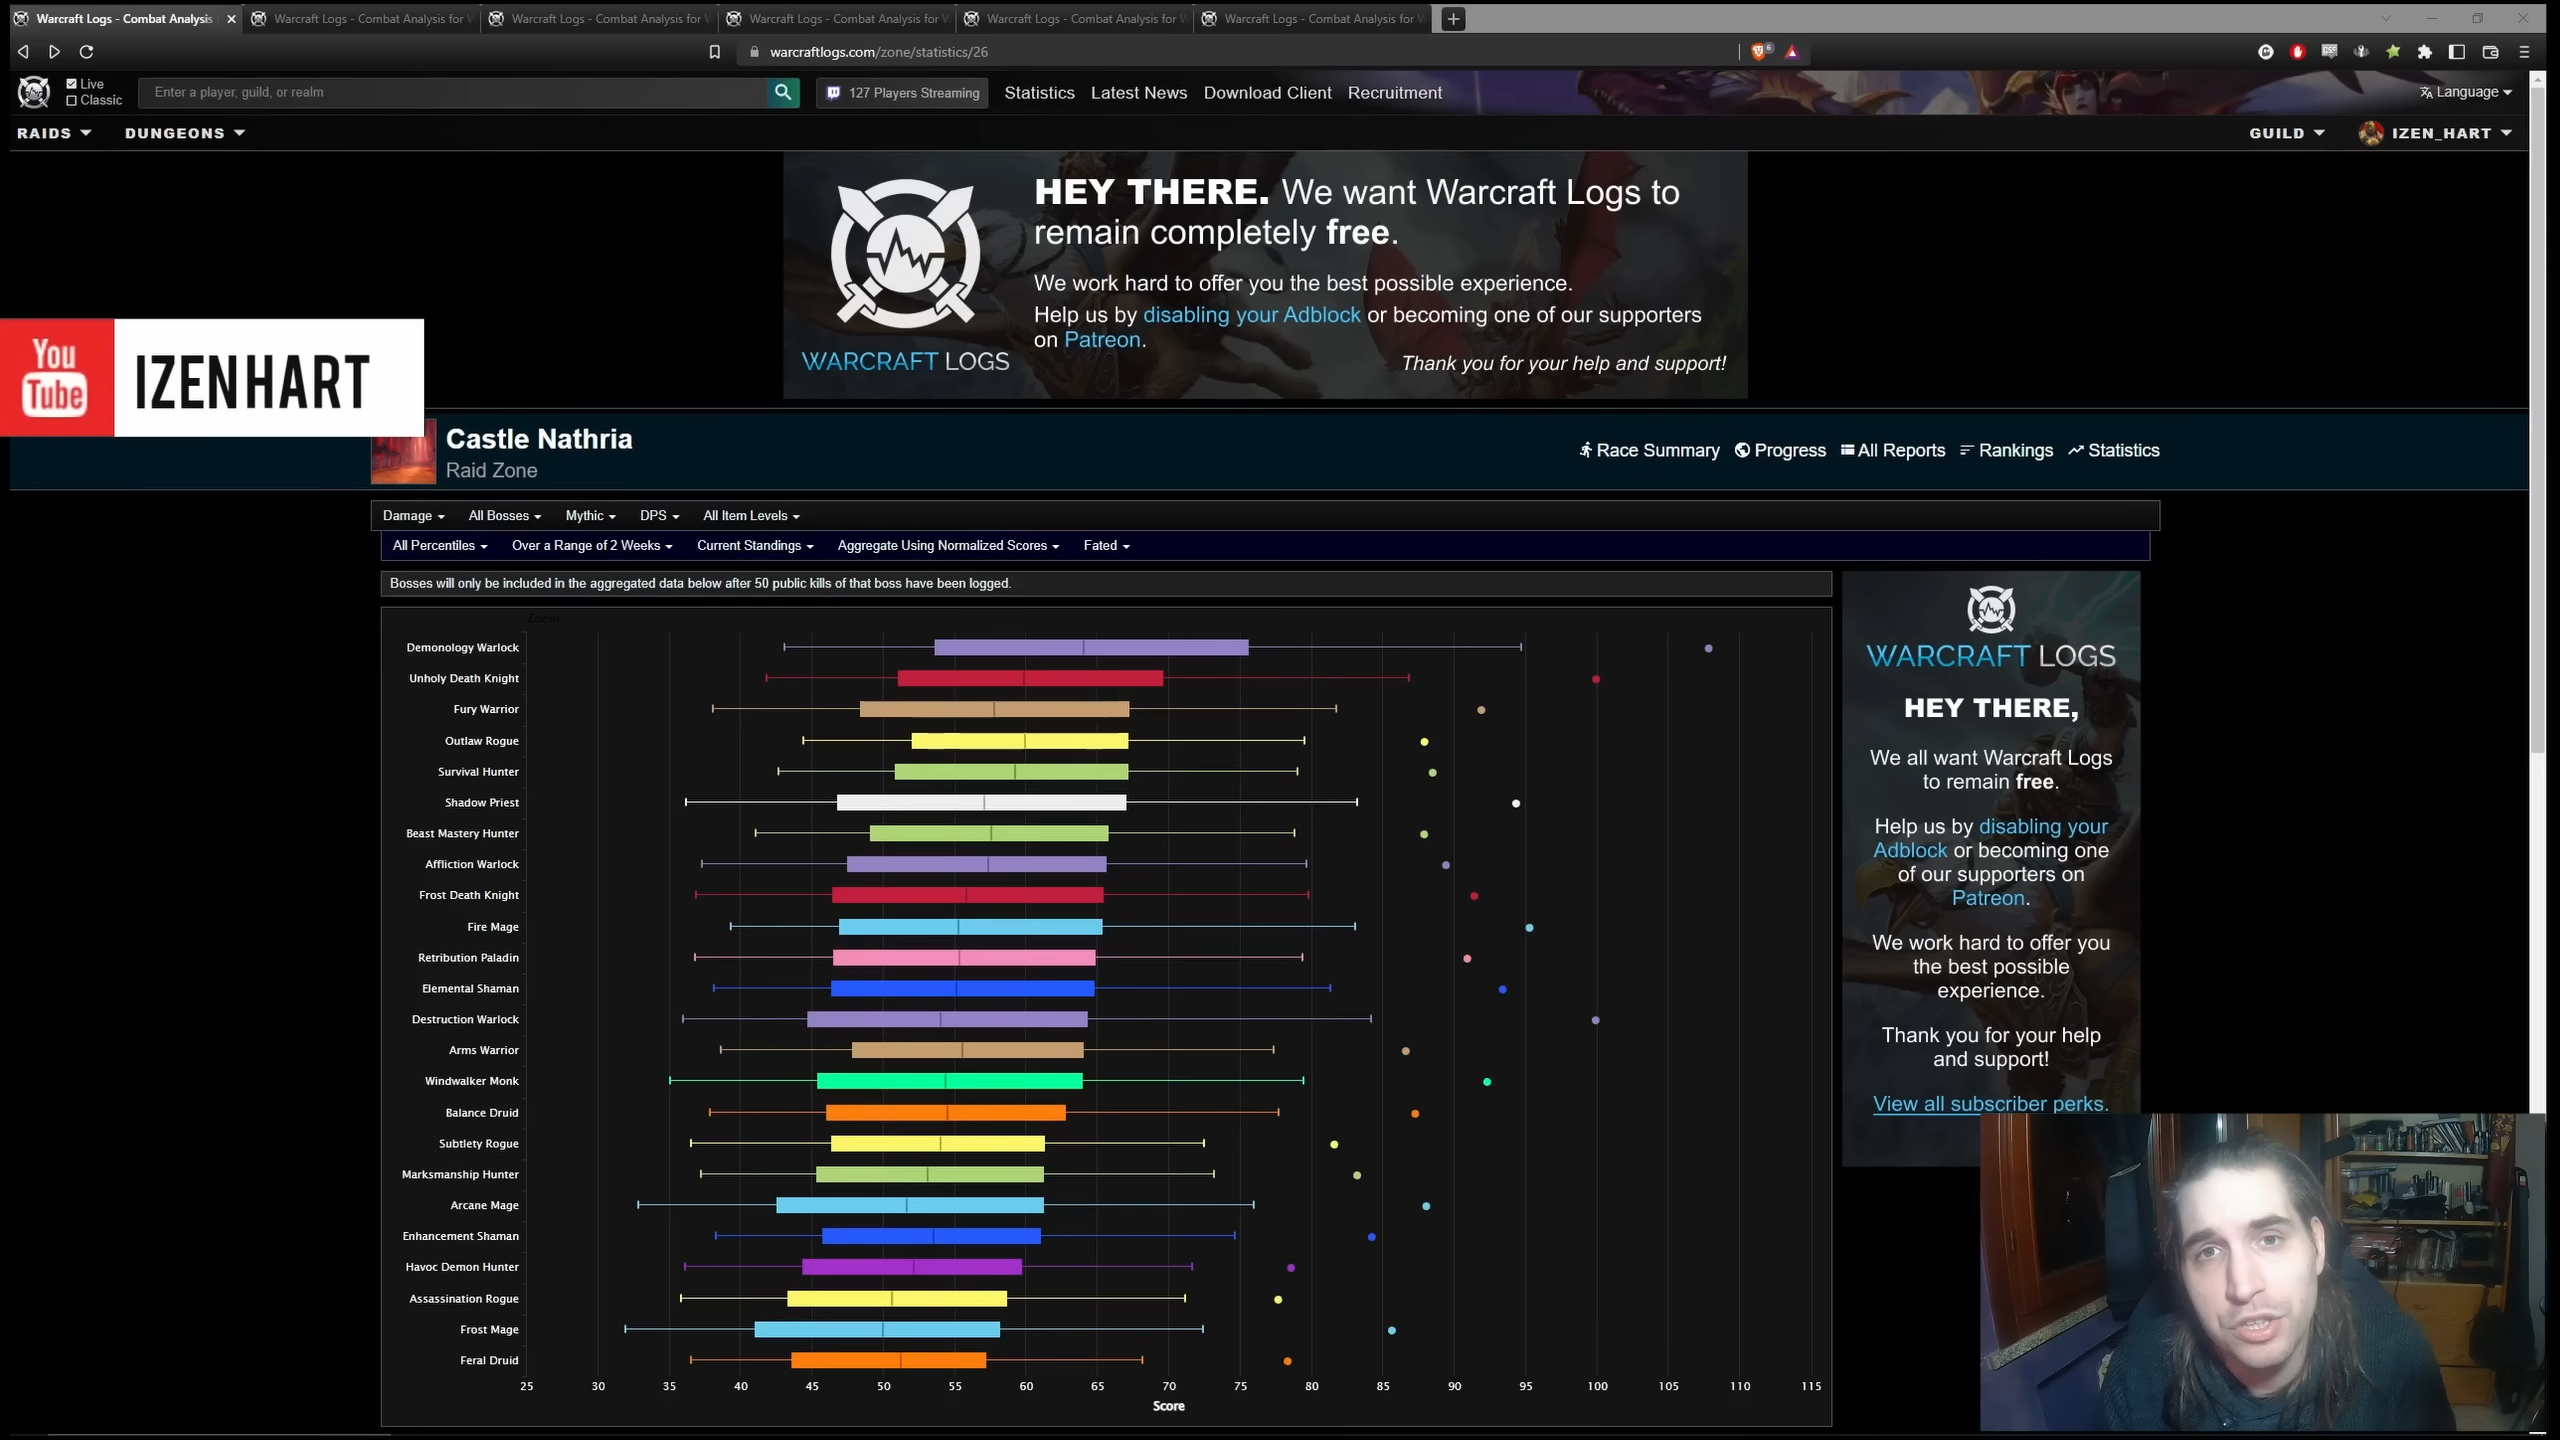 Warcraft Logs - Combat Analysis
Warcraft Logs - Combat Analysis for W
Warcraft Logs - Combat Analysis for W
Warcraft Logs - Combat Analysis for W
Warcraft Logs - Combat Analysis for W
Warcraft Logs - Combat Analysis for W
warcraftlogs.com/zone/statistics/26
6
Live
Classic
Enter a player, guild, or realm
127 Players Streaming
Statistics
Latest News
Download Client
Recruitment
Language
RAIDS
DUNGEONS
GUILD
IZEN_HART
HEY THERE. We want Warcraft Logs to
remain completely free.
We work hard to offer you the best possible experience.
Help us by disabling your Adblock or becoming one of our supporters
on Patreon.
Thank you for your help and support!
WARCRAFT LOGS
You
Tube
IZENHART
Castle Nathria
Raid Zone
Race Summary
Progress
All Reports
Rankings
Statistics
Damage
All Bosses
Mythic
DPS
All Item Levels
All Percentiles
Over a Range of 2 Weeks
Current Standings
Aggregate Using Normalized Scores
Fated
Bosses will only be included in the aggregated data below after 50 public kills of that boss have been logged.
Zoom
Demonology Warlock
Unholy Death Knight
Fury Warrior
Outlaw Rogue
Survival Hunter
Shadow Priest
Beast Mastery Hunter
Affliction Warlock
Frost Death Knight
Fire Mage
Retribution Paladin
Elemental Shaman
Destruction Warlock
Arms Warrior
Windwalker Monk
Balance Druid
Subtlety Rogue
Marksmanship Hunter
Arcane Mage
Enhancement Shaman
Havoc Demon Hunter
Assassination Rogue
Frost Mage
Feral Druid
25 30 35 40 45 50 55 60 65 70 75 80 85 90 95 100 105 110 115
Score
WARCRAFT LOGS
HEY THERE,
We all want Warcraft Logs
to remain free.
Help us by disabling your
Adblock or becoming one
of our supporters on
Patreon.
We work hard to offer you
the best possible
experience.
Thank you for your help
and support!
View all subscriber perks.